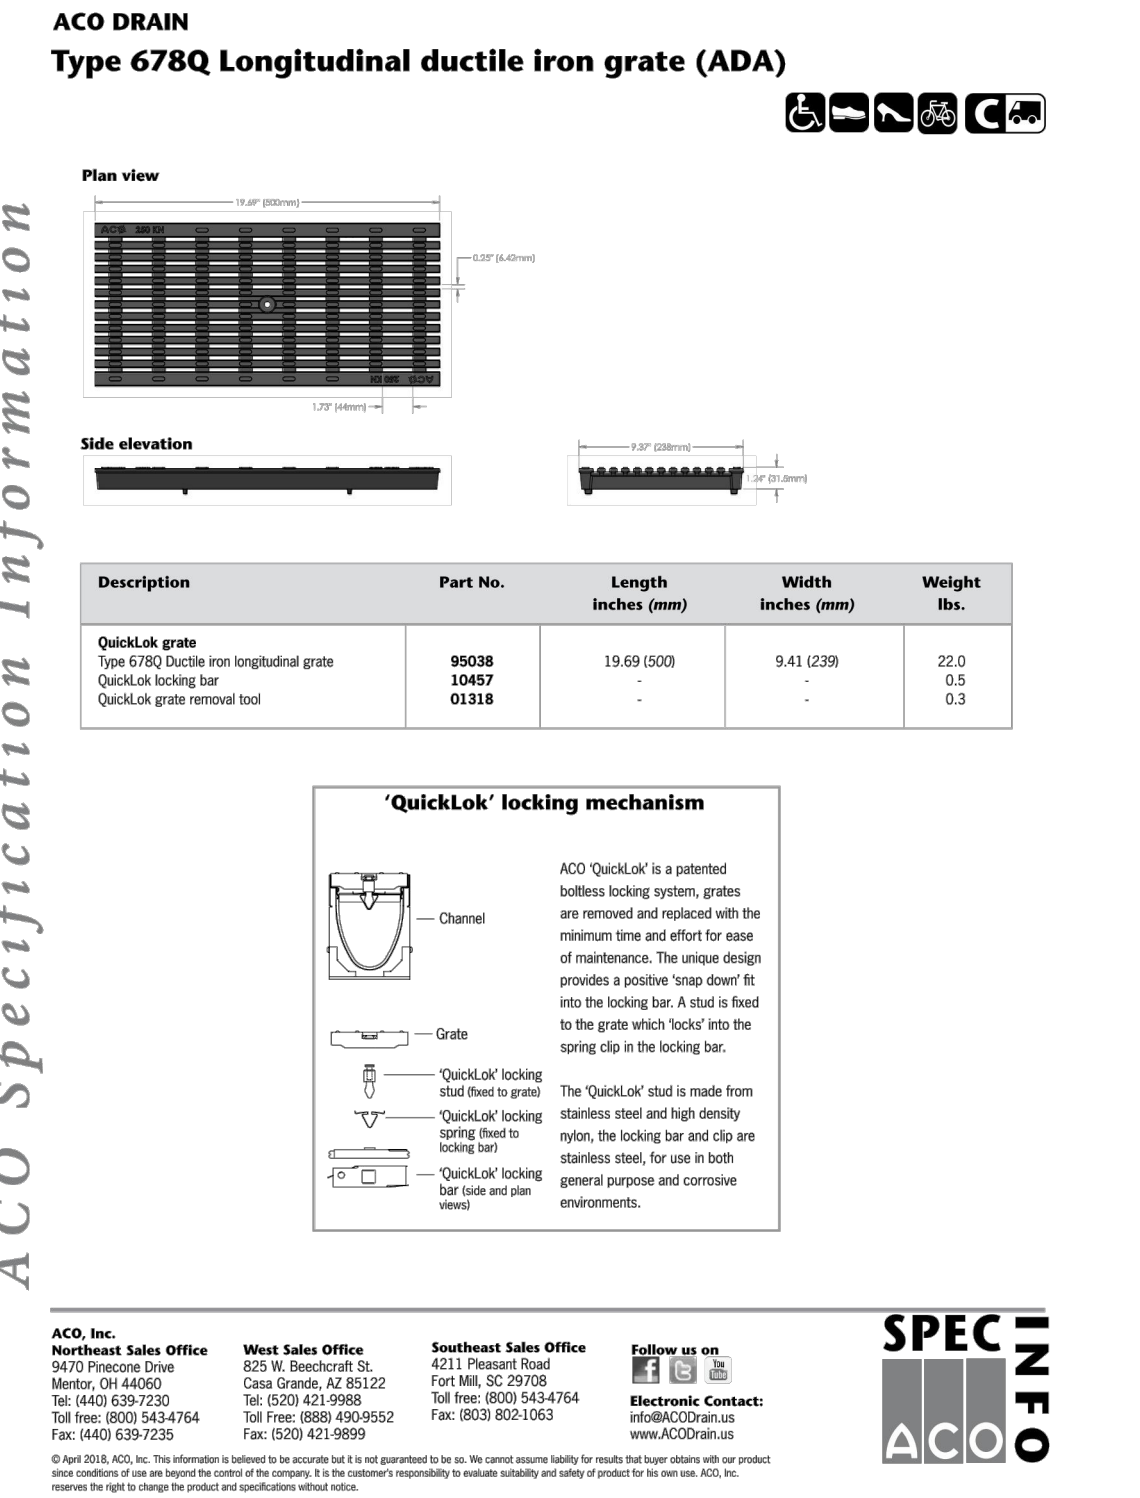 ACO DRAIN
Type 678Q Longitudinal ductile iron grate (ADA)
C
ACO Specification Information
Plan view
19.69" (500mm)
ACO 250 KN
0.25" (6.42mm)
ACO 250 KN
1.73" (44mm)
Side elevation
9.37" (238mm)
1.24" (31.5mm)
Description Part No. Length Width Weight
inches (mm) inches (mm) lbs.
QuickLok grate
Type 678Q Ductile iron longitudinal grate 95038 19.69 (500) 9.41 (239) 22.0
QuickLok locking bar 10457 - - 0.5
QuickLok grate removal tool 01318 - - 0.3
‘QuickLok’ locking mechanism
Channel
Grate
‘QuickLok’ locking
stud (fixed to grate)
‘QuickLok’ locking
spring (fixed to
locking bar)
‘QuickLok’ locking
bar (side and plan
views)
ACO ‘QuickLok’ is a patented
boltless locking system, grates
are removed and replaced with the
minimum time and effort for ease
of maintenance. The unique design
provides a positive ‘snap down’ fit
into the locking bar. A stud is fixed
to the grate which ‘locks’ into the
spring clip in the locking bar.
The ‘QuickLok’ stud is made from
stainless steel and high density
nylon, the locking bar and clip are
stainless steel, for use in both
general purpose and corrosive
environments.
ACO, Inc.
Northeast Sales Office
9470 Pinecone Drive
Mentor, OH 44060
Tel: (440) 639-7230
Toll free: (800) 543-4764
Fax: (440) 639-7235
West Sales Office
825 W. Beechcraft St.
Casa Grande, AZ 85122
Tel: (520) 421-9988
Toll Free: (888) 490-9552
Fax: (520) 421-9899
Southeast Sales Office
4211 Pleasant Road
Fort Mill, SC 29708
Toll free: (800) 543-4764
Fax: (803) 802-1063
Follow us on
f t You Tube
Electronic Contact:
info@ACODrain.us
www.ACODrain.us
SPEC INFO
ACO
© April 2018, ACO, Inc. This information is believed to be accurate but it is not guaranteed to be so. We cannot assume liability for results that buyer obtains with our product
since conditions of use are beyond the control of the company. It is the customer’s responsibility to evaluate suitability and safety of product for his own use. ACO, Inc.
reserves the right to change the product and specifications without notice.